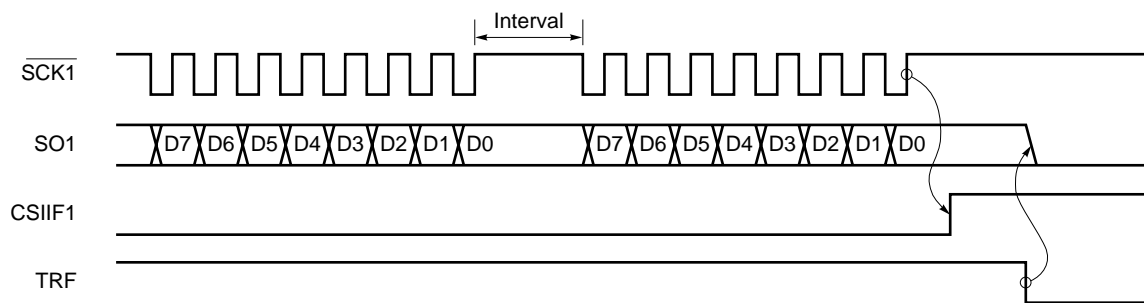 Interval
SCK1
SO1
D7 D6 D5 D4 D3 D2 D1 D0 D7 D6 D5 D4 D3 D2 D1 D0
CSIIF1
TRF